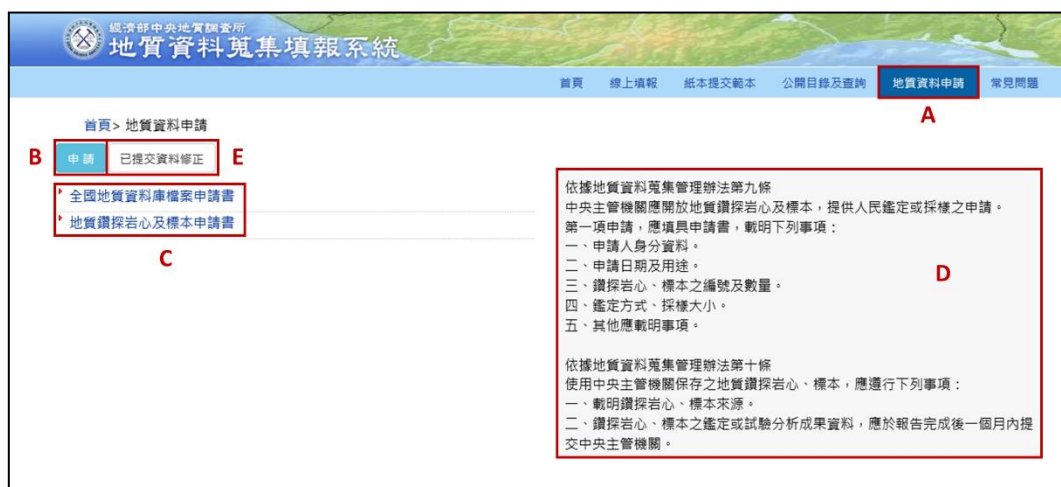 經濟部中央地質調查所
地質資料蒐集填報系統
首頁 線上填報 紙本提交範本 公開目錄及查詢 地質資料申請 常見問題
A
首頁> 地質資料申請
B 申請 已提交資料修正 E
全國地質資料庫檔案申請書
地質鑽探岩心及標本申請書
C
依據地質資料蒐集管理辦法第九條
中央主管機關應開放地質鑽探岩心及標本,提供人民鑑定或採樣之申請。
第一項申請,應填具申請書,載明下列事項:
一、申請人身分資料。
二、申請日期及用途。
三、鑽探岩心、標本之編號及數量。
四、鑑定方式、採樣大小。
五、其他應載明事項。
D
依據地質資料蒐集管理辦法第十條
使用中央主管機關保存之地質鑽探岩心、標本,應遵行下列事項:
一、載明鑽探岩心、標本來源。
二、鑽探岩心、標本之鑑定或試驗分析成果資料,應於報告完成後一個月內提
交中央主管機關。